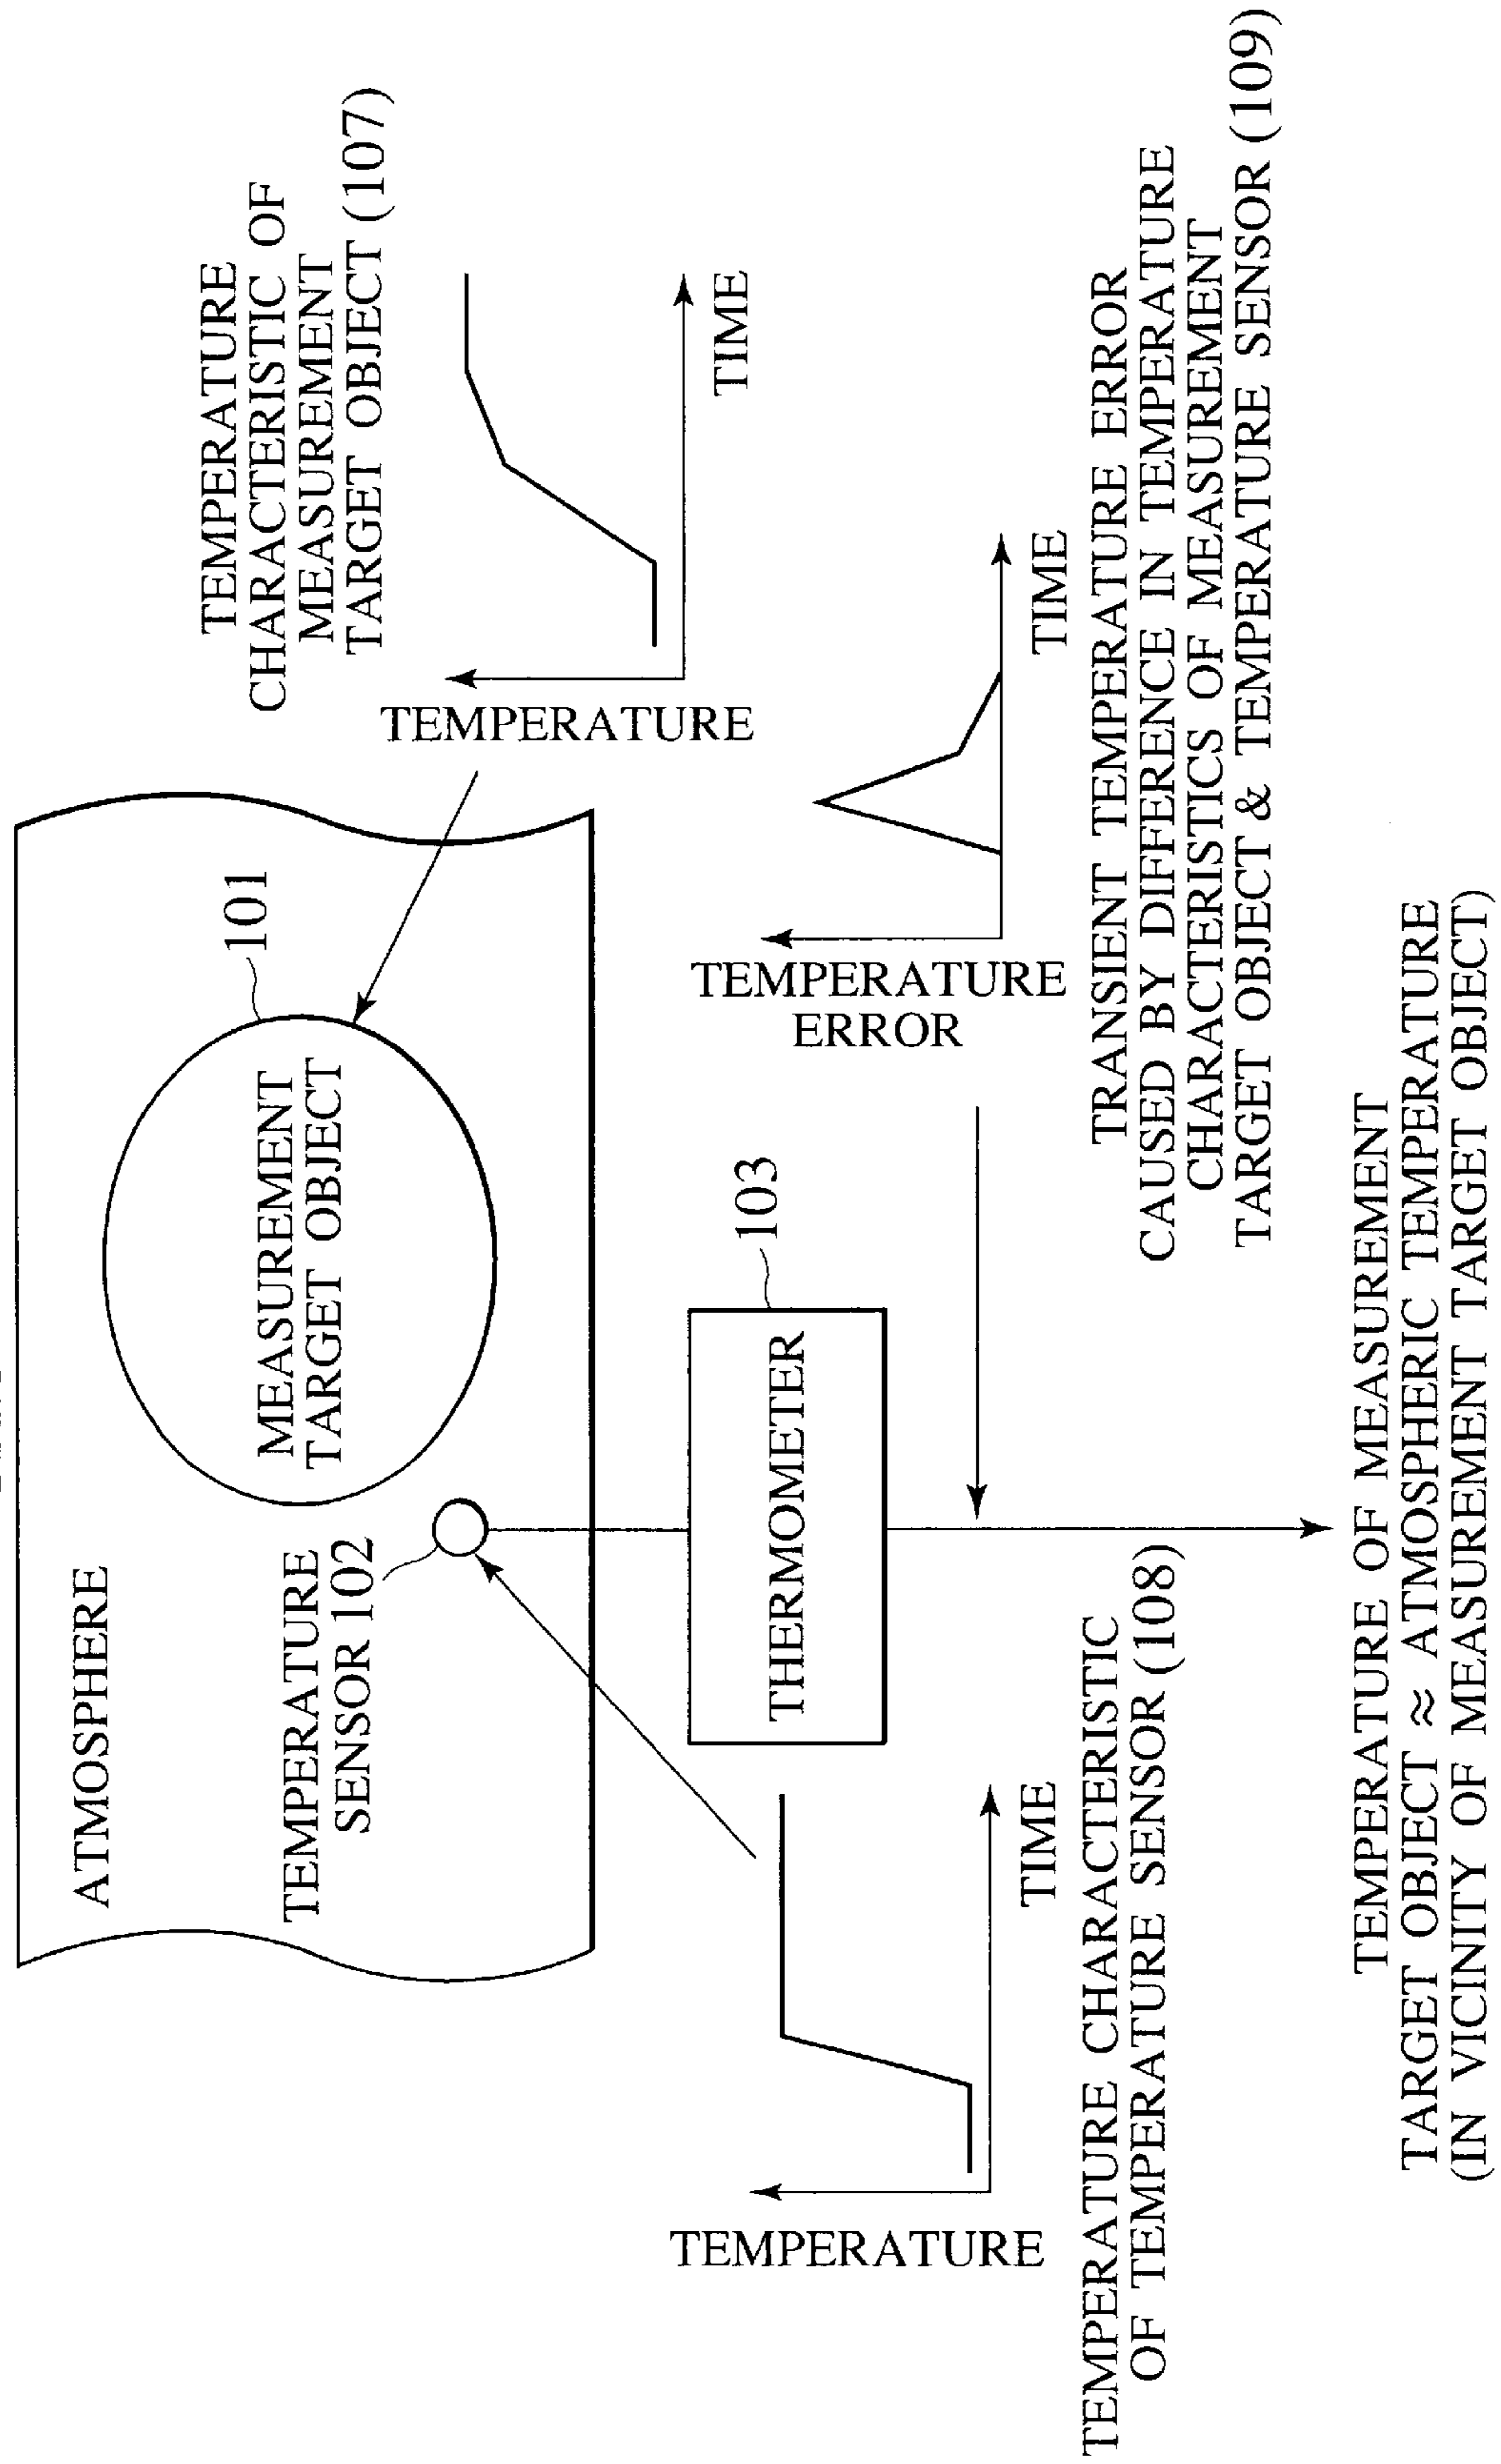 ATMOSPHERE
TEMPERATURE
SENSOR 102
MEASUREMENT
TARGET OBJECT
101
TEMPERATURE
CHARACTERISTIC OF
MEASUREMENT
TARGET OBJECT (107)
TEMPERATURE
TIME
THERMOMETER
103
TEMPERATURE
TIME
TEMPERATURE CHARACTERISTIC
OF TEMPERATURE SENSOR (108)
TEMPERATURE
ERROR
TIME
TRANSIENT TEMPERATURE ERROR
CAUSED BY DIFFERENCE IN TEMPERATURE
CHARACTERISTICS OF MEASUREMENT
TARGET OBJECT & TEMPERATURE SENSOR (109)
TEMPERATURE OF MEASUREMENT
TARGET OBJECT ≈ ATMOSPHERIC TEMPERATURE
(IN VICINITY OF MEASUREMENT TARGET OBJECT)